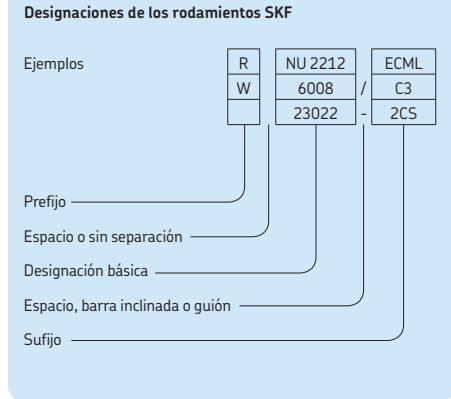 Designaciones de los rodamientos SKF
Ejemplos R NU 2212 ECML
W 6008 / C3
23022 - 2CS
Prefijo
Espacio o sin separación
Designación básica
Espacio, barra inclinada o guión
Sufijo